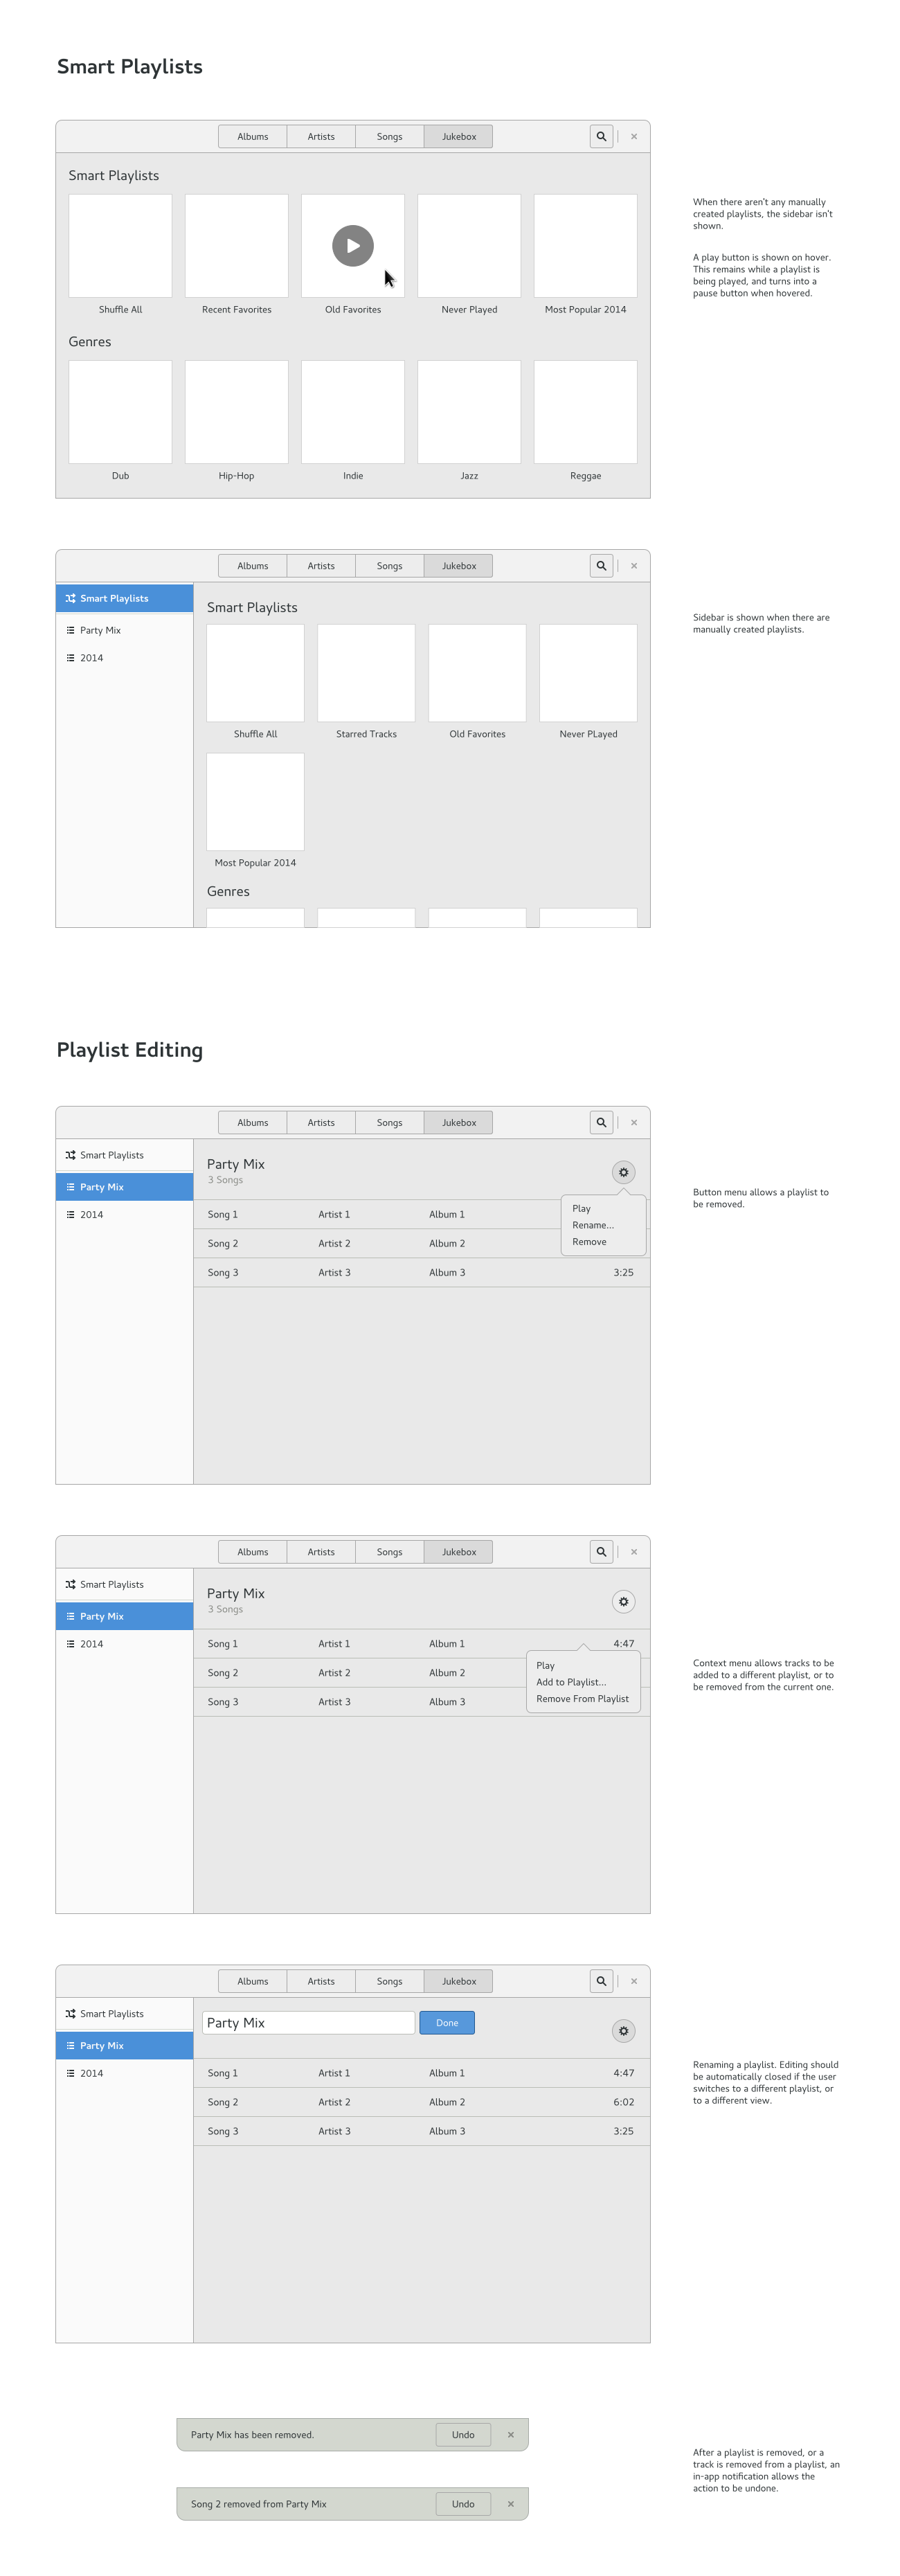 Smart Playlists
Albums Artists Songs Jukebox
Smart Playlists
Shuffle All Recent Favorites Old Favorites Never Played Most Popular 2014
Genres
Dub Hip-Hop Indie Jazz Reggae
When there aren't any manually
created playlists, the sidebar isn't
shown.
A play button is shown on hover.
This remains while a playlist is
being played, and turns into a
pause button when hovered.
Albums Artists Songs Jukebox
Smart Playlists
Party Mix
2014
Smart Playlists
Shuffle All Starred Tracks Old Favorites Never PLayed
Most Popular 2014
Genres
Sidebar is shown when there are
manually created playlists.
Playlist Editing
Albums Artists Songs Jukebox
Smart Playlists
Party Mix
2014
Party Mix
3 Songs
Song 1 Artist 1 Album 1
Song 2 Artist 2 Album 2
Song 3 Artist 3 Album 3 3:25
Play
Rename...
Remove
Button menu allows a playlist to
be removed.
Albums Artists Songs Jukebox
Smart Playlists
Party Mix
2014
Party Mix
3 Songs
Song 1 Artist 1 Album 1 4:47
Song 2 Artist 2 Album 2
Song 3 Artist 3 Album 3
Play
Add to Playlist...
Remove From Playlist
Context menu allows tracks to be
added to a different playlist, or to
be removed from the current one.
Albums Artists Songs Jukebox
Smart Playlists
Party Mix
2014
Party Mix Done
Song 1 Artist 1 Album 1 4:47
Song 2 Artist 2 Album 2 6:02
Song 3 Artist 3 Album 3 3:25
Renaming a playlist. Editing should
be automatically closed if the user
switches to a different playlist, or
to a different view.
Party Mix has been removed. Undo
Song 2 removed from Party Mix Undo
After a playlist is removed, or a
track is removed from a playlist, an
in-app notification allows the
action to be undone.